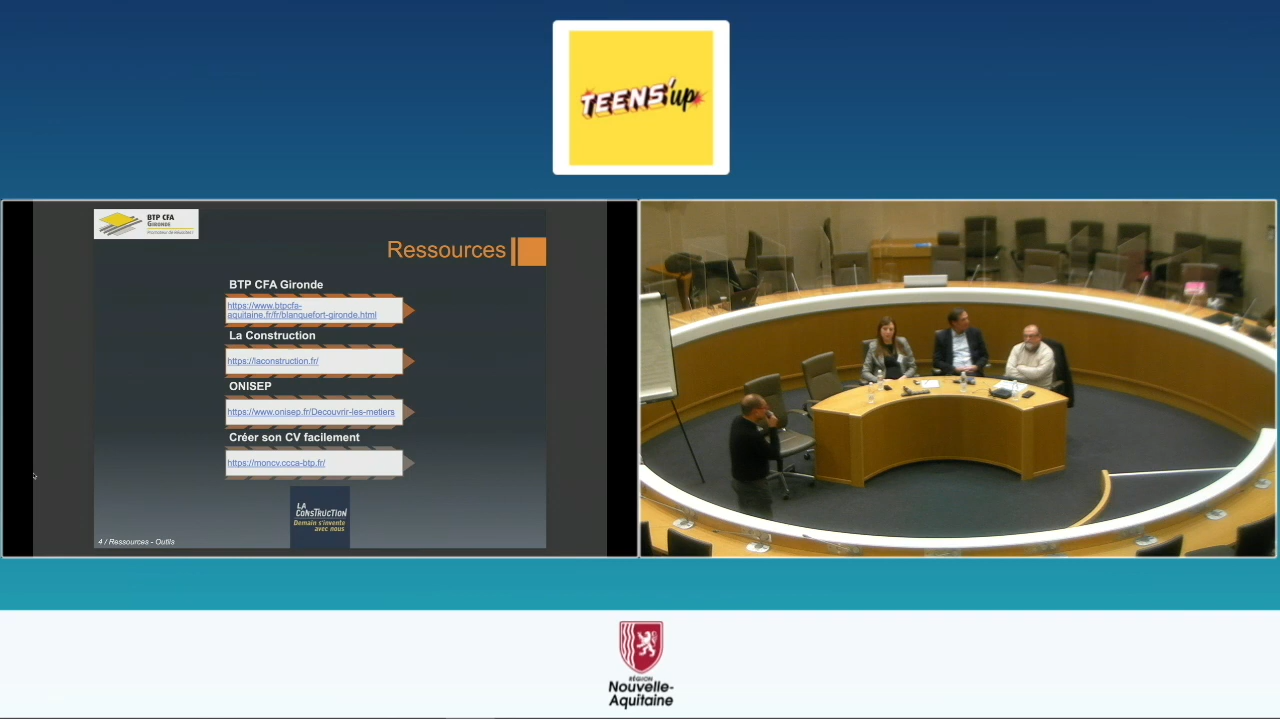 TEENS'up
BTP CFA
GIRONDE
Ressources
BTP CFA Gironde
https://www.btpcfa-
aquitaine.fr/fr/blanquefort-gironde.html
La Construction
https://laconstruction.fr/
ONISEP
https://www.onisep.fr/Decouvrir-les-metiers
Créer son CV facilement
https://moncv.ccca-btp.fr/
LA
CONSTRUCTION
Demain s'invente
avec nous
4 / Ressources - Outils
RÉGION
Nouvelle-
Aquitaine